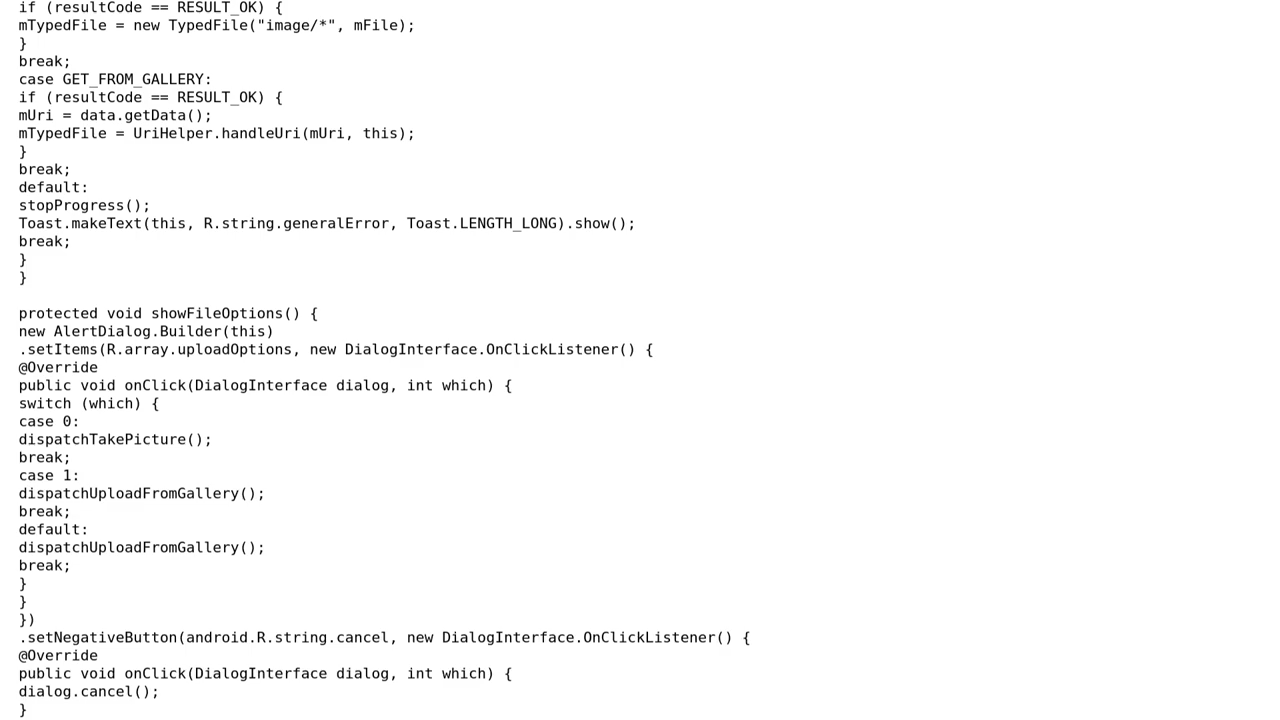 if (resultCode == RESULT_OK) {
mTypedFile = new TypedFile("image/*", mFile);
}
break;
case GET_FROM_GALLERY:
if (resultCode == RESULT_OK) {
mUri = data.getData();
mTypedFile = UriHelper.handleUri(mUri, this);
}
break;
default:
stopProgress();
Toast.makeText(this, R.string.generalError, Toast.LENGTH_LONG).show();
break;
}
}

protected void showFileOptions() {
new AlertDialog.Builder(this)
.setItems(R.array.uploadOptions, new DialogInterface.OnClickListener() {
@Override
public void onClick(DialogInterface dialog, int which) {
switch (which) {
case 0:
dispatchTakePicture();
break;
case 1:
dispatchUploadFromGallery();
break;
default:
dispatchUploadFromGallery();
break;
}
}
})
.setNegativeButton(android.R.string.cancel, new DialogInterface.OnClickListener() {
@Override
public void onClick(DialogInterface dialog, int which) {
dialog.cancel();
}